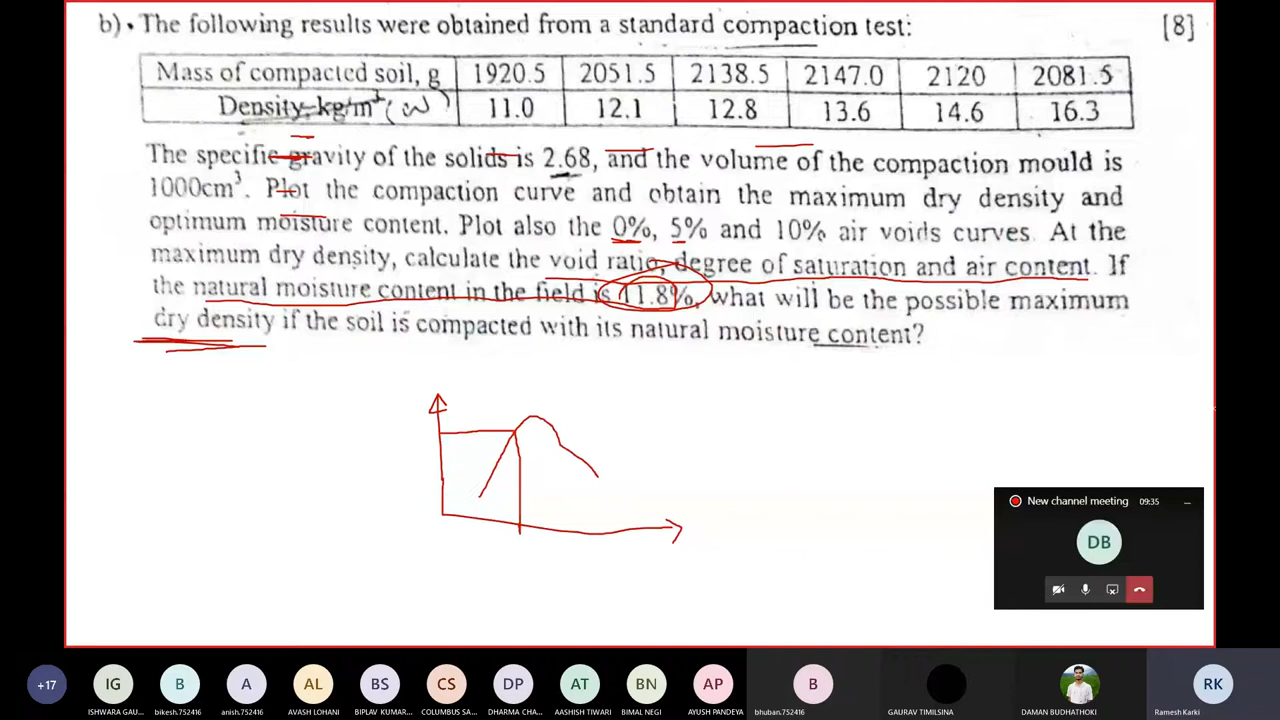 b). The following results were obtained from a standard compaction test: [8]
Mass of compacted soil, g 1920.5 2051.5 2138.5 2147.0 2120 2081.5
Density kg/m³ (w) 11.0 12.1 12.8 13.6 14.6 16.3
The specific gravity of the solids is 2.68, and the volume of the compaction mould is
1000cm³. Plot the compaction curve and obtain the maximum dry density and
optimum moisture content. Plot also the 0%, 5% and 10% air voids curves. At the
maximum dry density, calculate the void ratio, degree of saturation and air content. If
the natural moisture content in the field is 11.8%, what will be the possible maximum
dry density if the soil is compacted with its natural moisture content?
New channel meeting 09:35
DB
+17 IG B A AL BS CS DP AT BN AP B RK
ISHWARA GAU... bikesh.752416 anish.752416 AVASH LOHANI BIPLAV KUMAR... COLUMBUS SA... DHARMA CHA... AASHISH TIWARI BIMAL NEGI AYUSH PANDEYA bhuban.752416 GAURAV TIMILSINA DAMAN BUDHATHOKI Ramesh Karki